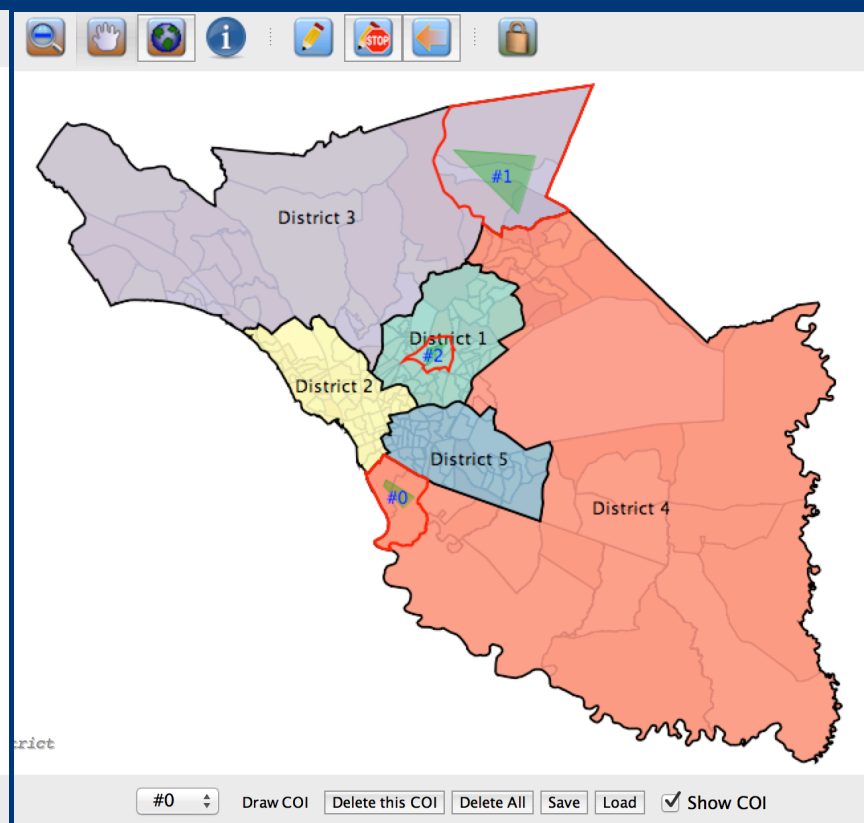 i
STOP
#1
District 3
District 1
#2
District 2
District 5
#0
District 4
#0
Draw COI
Delete this COI
Delete All
Save
Load
Show COI